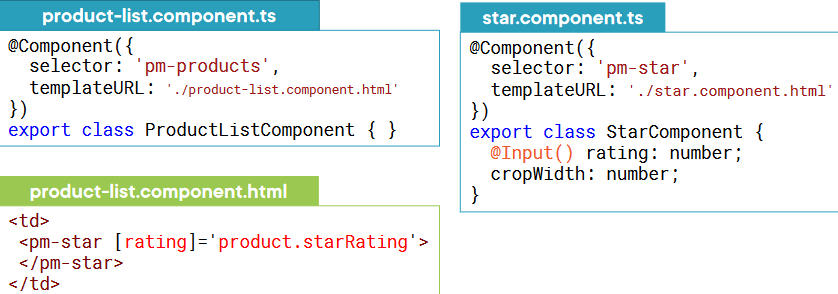 product-list.component.ts
@Component({
  selector: 'pm-products',
  templateURL: './product-list.component.html'
})
export class ProductListComponent { }
product-list.component.html
<td>
 <pm-star [rating]='product.starRating'>
 </pm-star>
</td>
star.component.ts
@Component({
  selector: 'pm-star',
  templateURL: './star.component.html'
})
export class StarComponent {
  @Input() rating: number;
  cropWidth: number;
}